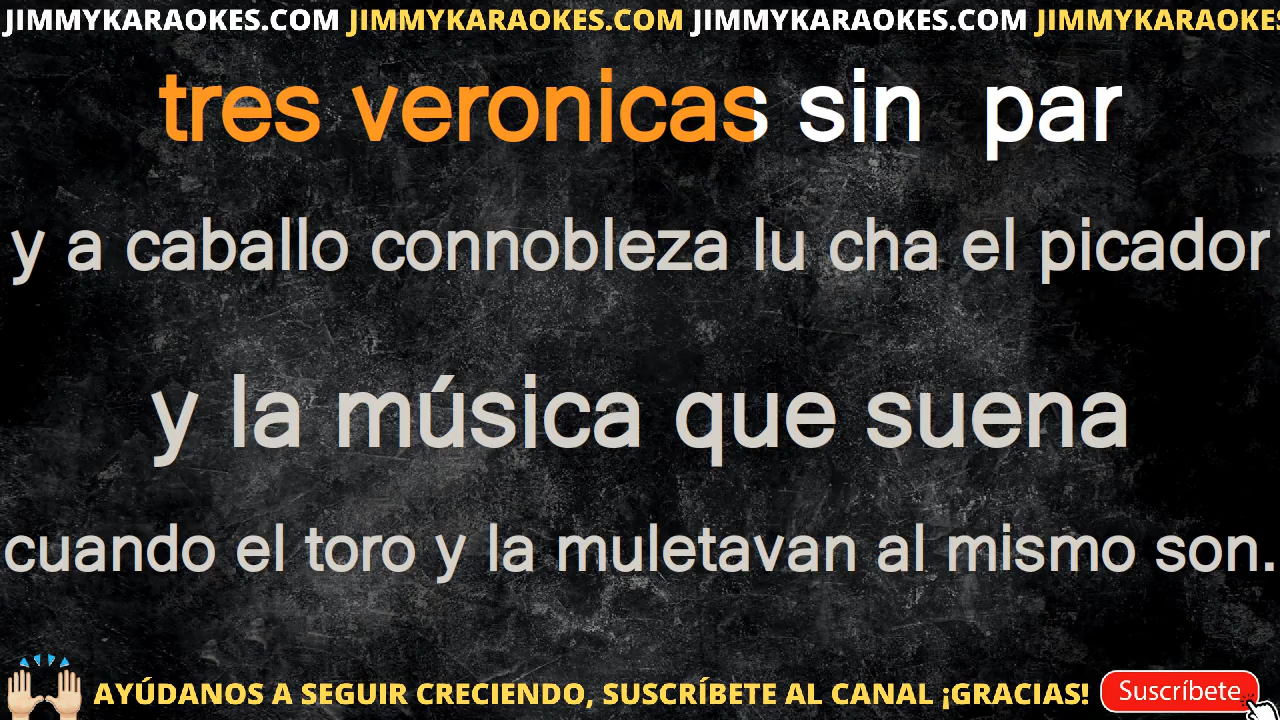 JIMMYKARAOKES.COM JIMMYKARAOKES.COM JIMMYKARAOKES.COM JIMMYKARAOKES
tres veronicas sin par
y a caballo connobleza lu cha el picador
y la música que suena
cuando el toro y la muletavan al mismo son.
AYÚDANOS A SEGUIR CRECIENDO, SUSCRÍBETE AL CANAL ¡GRACIAS! Suscríbete